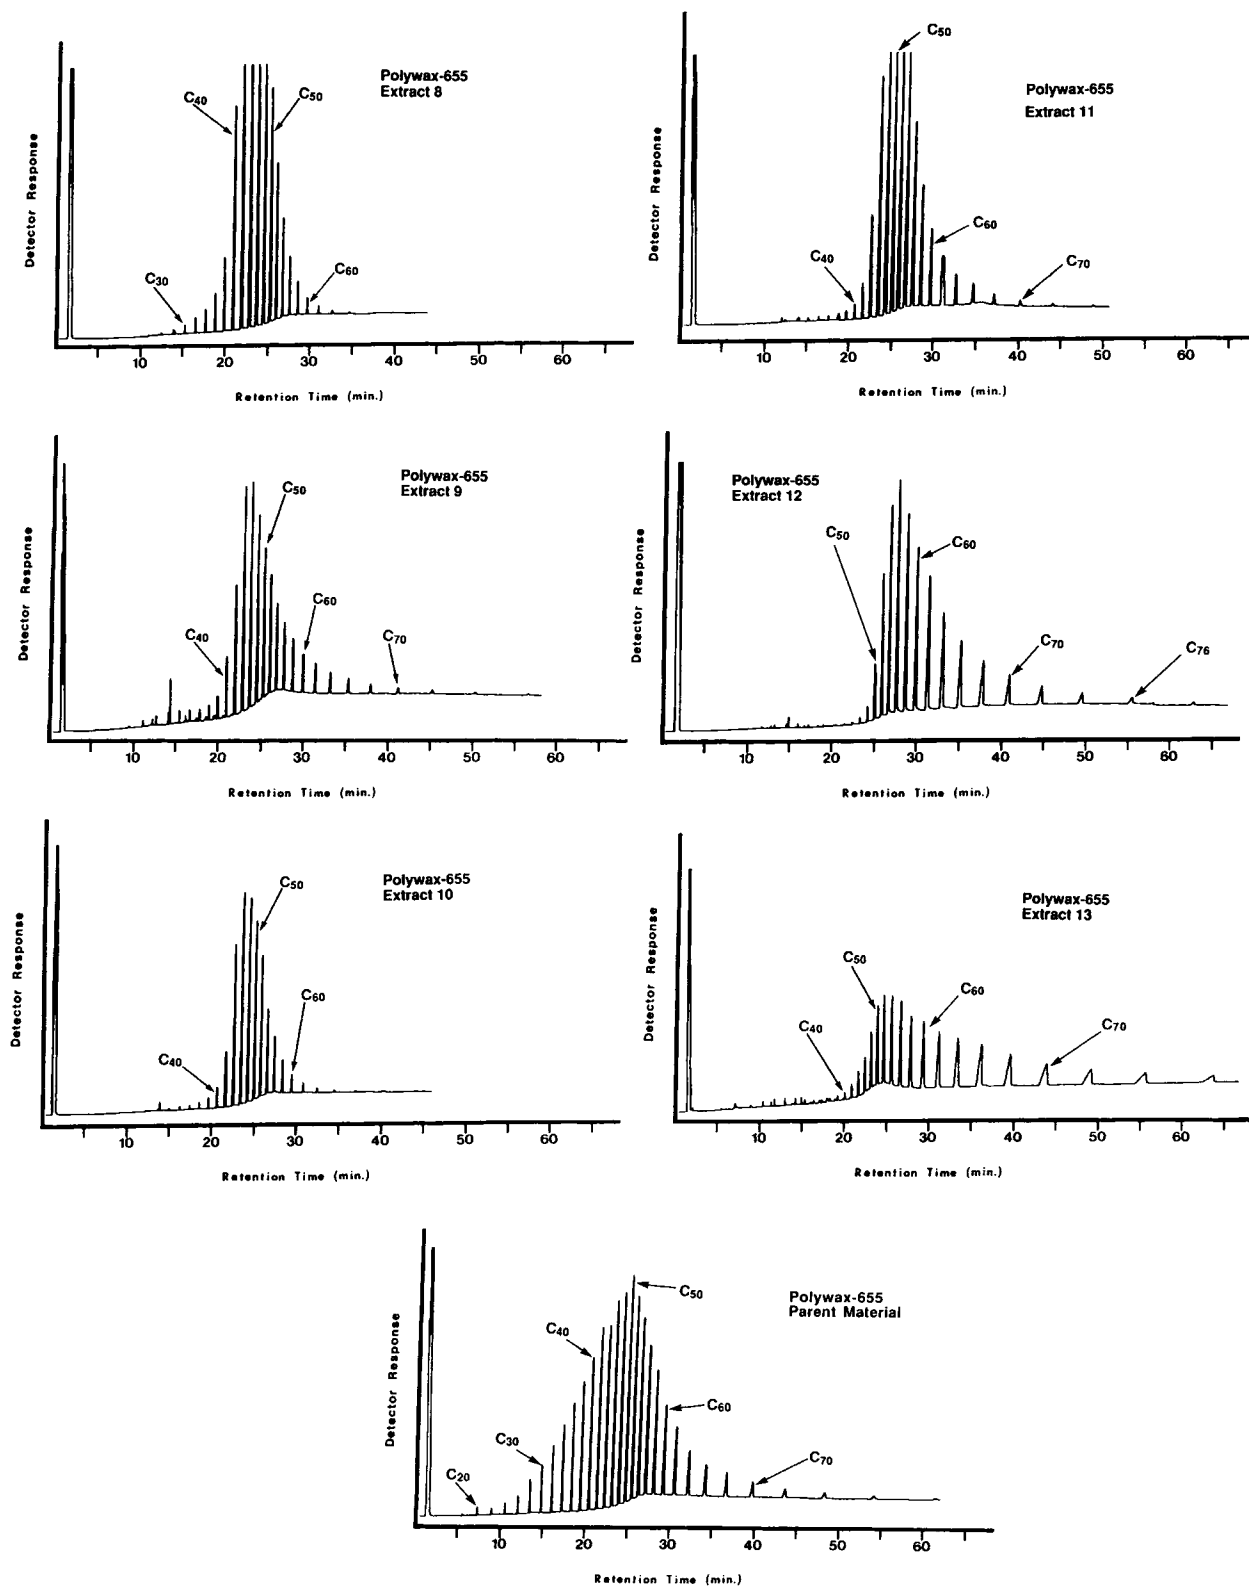 Polywax-655
Extract 8
C40
C50
C30
C60
Detector Response
10 20 30 40 50 60
Retention Time (min.)
C50
Polywax-655
Extract 11
C60
C40
C70
Detector Response
10 20 30 40 50 60
Retention Time (min.)
Polywax-655
Extract 9
C50
C40
C60
C70
Detector Response
10 20 30 40 50 60
Retention Time (min.)
Polywax-655
Extract 12
C50
C60
C70
C76
Detector Response
10 20 30 40 50 60
Retention Time (min.)
Polywax-655
Extract 10
C50
C60
C40
Detector Response
10 20 30 40 50 60
Retention Time (min.)
Polywax-655
Extract 13
C50
C60
C40
C70
Detector Response
10 20 30 40 50 60
Retention Time (min.)
Polywax-655
Parent Material
C50
C40
C60
C30
C20
C70
Detector Response
10 20 30 40 50 60
Retention Time (min.)